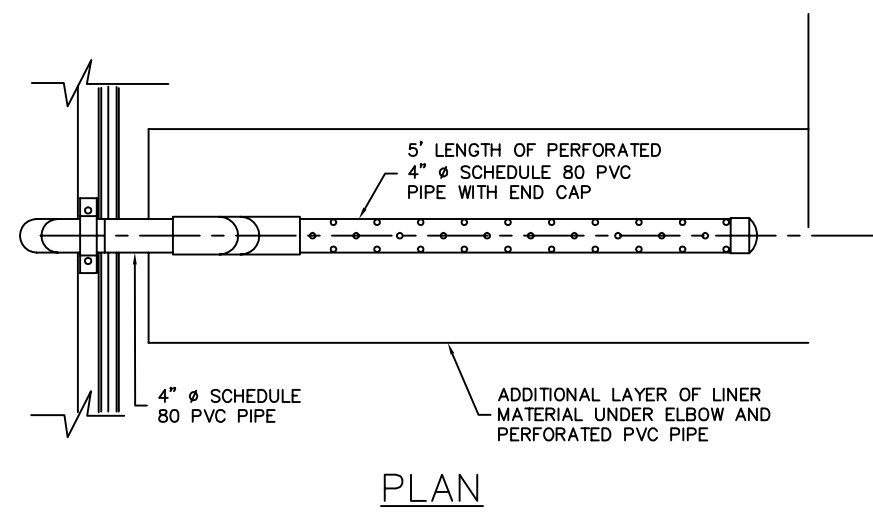 5' LENGTH OF PERFORATED
4" ø SCHEDULE 80 PVC
PIPE WITH END CAP
4" ø SCHEDULE
80 PVC PIPE
ADDITIONAL LAYER OF LINER
MATERIAL UNDER ELBOW AND
PERFORATED PVC PIPE
PLAN